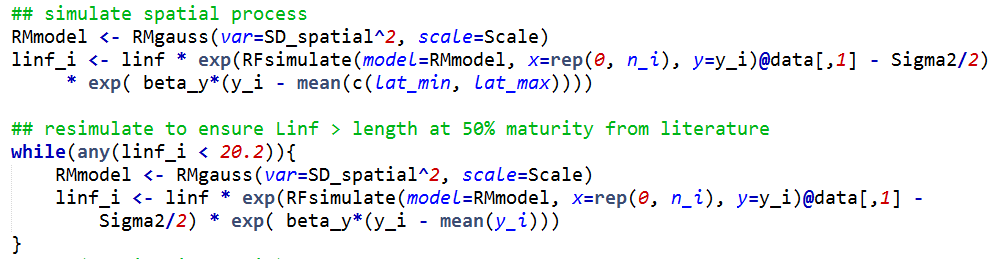 ## simulate spatial process
RMmodel <- RMgauss(var=SD_spatial^2, scale=Scale)
linf_i <- linf * exp(RFsimulate(model=RMmodel, x=rep(0, n_i), y=y_i)@data[,1] - Sigma2/2)
* exp( beta_y*(y_i - mean(c(lat_min, lat_max))))
## resimulate to ensure Linf > length at 50% maturity from literature
while(any(linf_i < 20.2)){
RMmodel <- RMgauss(var=SD_spatial^2, scale=Scale)
linf_i <- linf * exp(RFsimulate(model=RMmodel, x=rep(0, n_i), y=y_i)@data[,1] -
Sigma2/2) * exp( beta_y*(y_i - mean(y_i)))
}